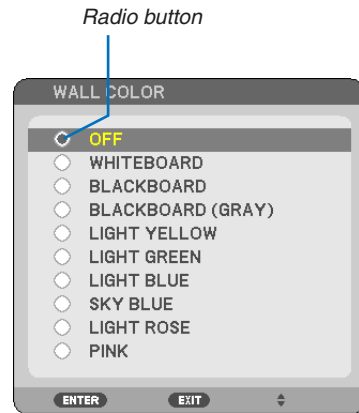 Radio button
WALL COLOR
OFF
WHITEBOARD
BLACKBOARD
BLACKBOARD (GRAY)
LIGHT YELLOW
LIGHT GREEN
LIGHT BLUE
SKY BLUE
LIGHT ROSE
PINK
ENTER EXIT